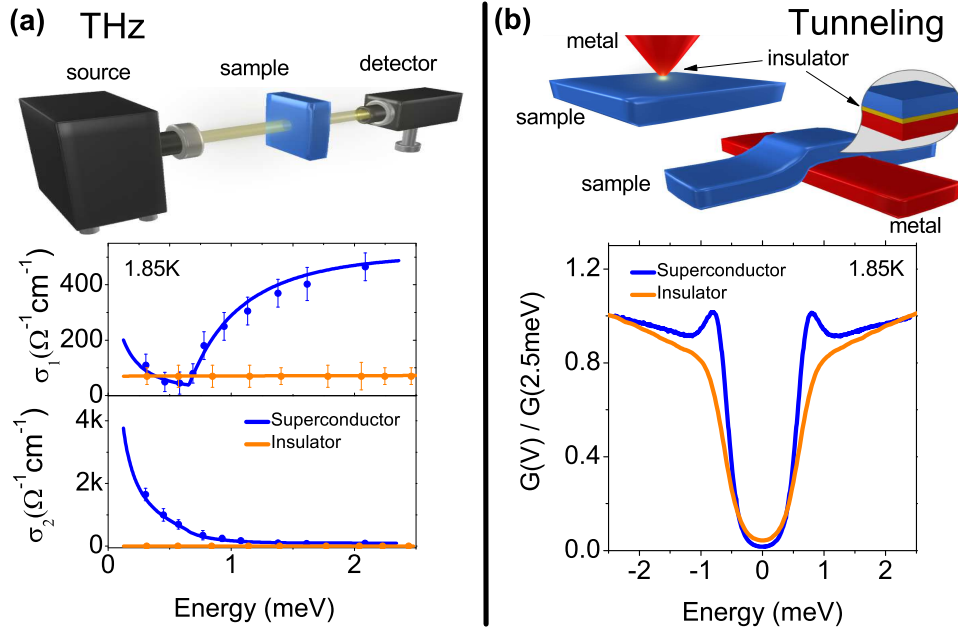 (a)
THz
source
sample
detector
1.85K
400
200
0
σ₁(Ω⁻¹cm⁻¹)
Superconductor
Insulator
4k
2k
0
σ₂(Ω⁻¹cm⁻¹)
0
1
2
Energy (meV)
(b)
Tunneling
metal
insulator
sample
sample
metal
Superconductor
Insulator
1.85K
1.2
0.8
0.4
0.0
G(V) / G(2.5meV)
-2
-1
0
1
2
Energy (meV)